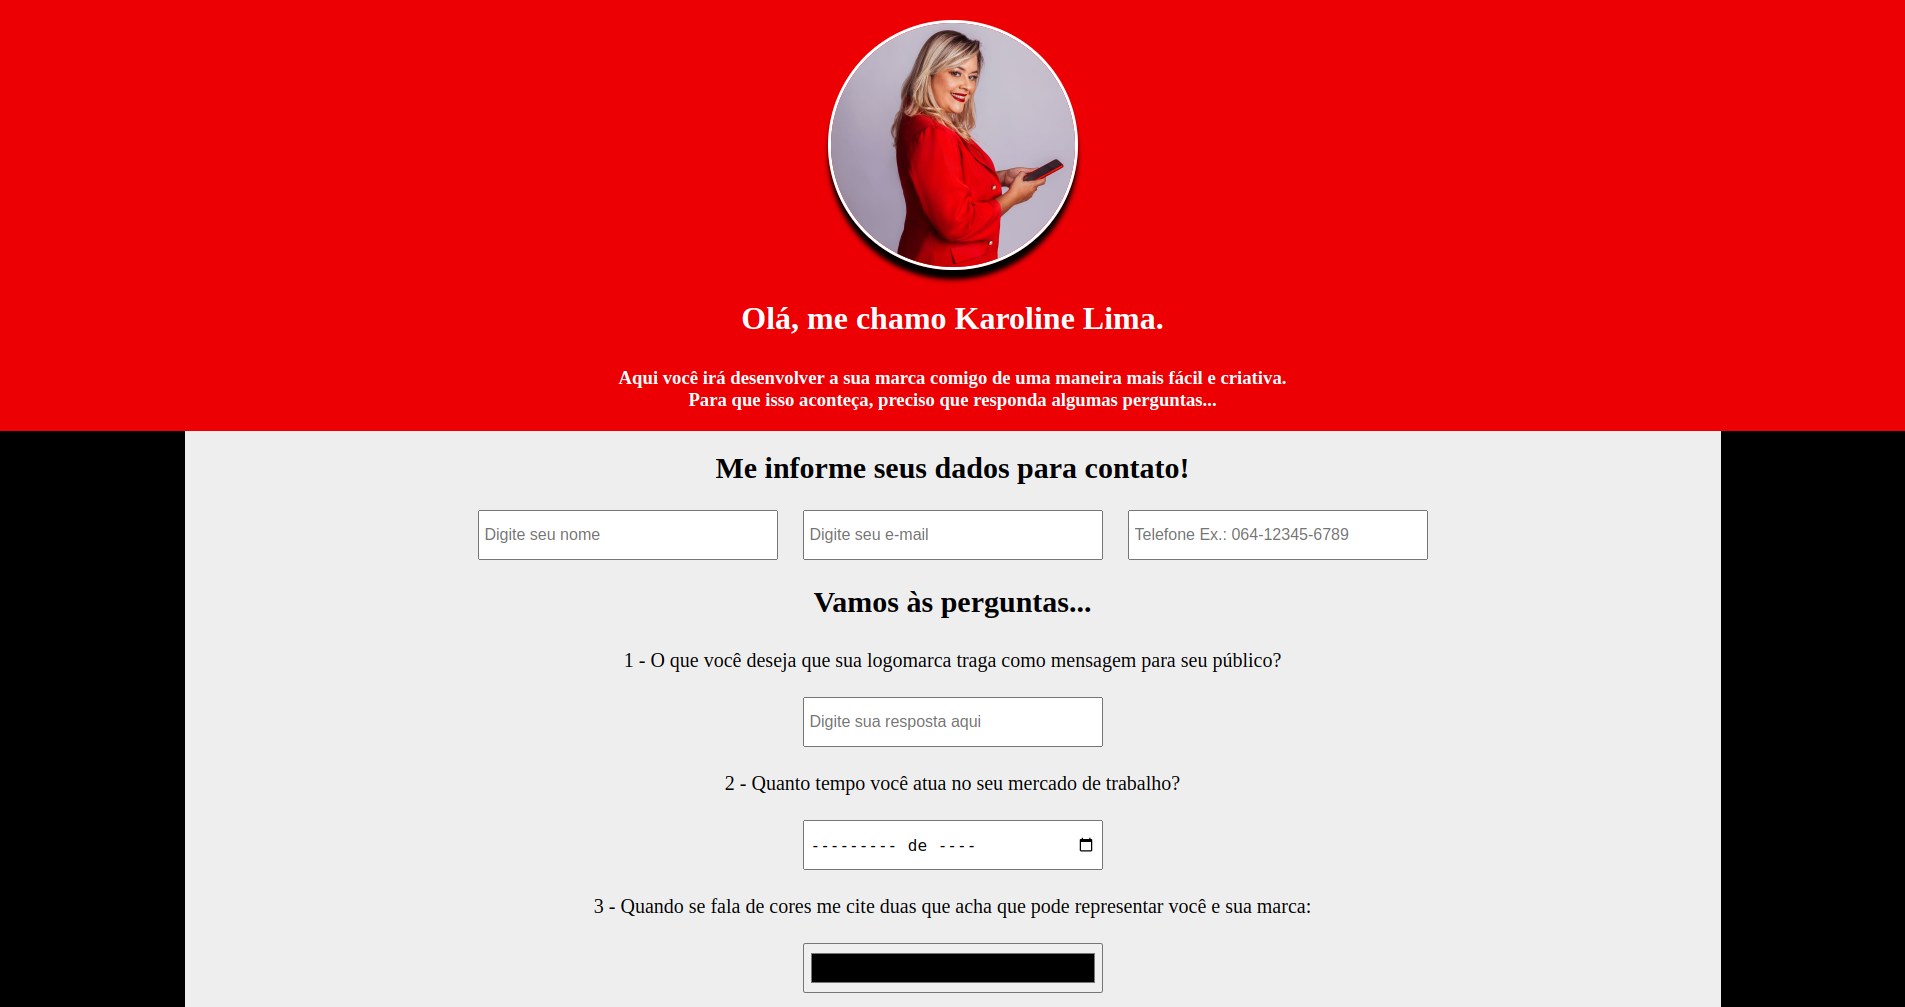 Olá, me chamo Karoline Lima.
Aqui você irá desenvolver a sua marca comigo de uma maneira mais fácil e criativa.
Para que isso aconteça, preciso que responda algumas perguntas...
Me informe seus dados para contato!
Digite seu nome
Digite seu e-mail
Telefone Ex.: 064-12345-6789
Vamos às perguntas...
1 - O que você deseja que sua logomarca traga como mensagem para seu público?
Digite sua resposta aqui
2 - Quanto tempo você atua no seu mercado de trabalho?
--------- de ----
3 - Quando se fala de cores me cite duas que acha que pode representar você e sua marca: